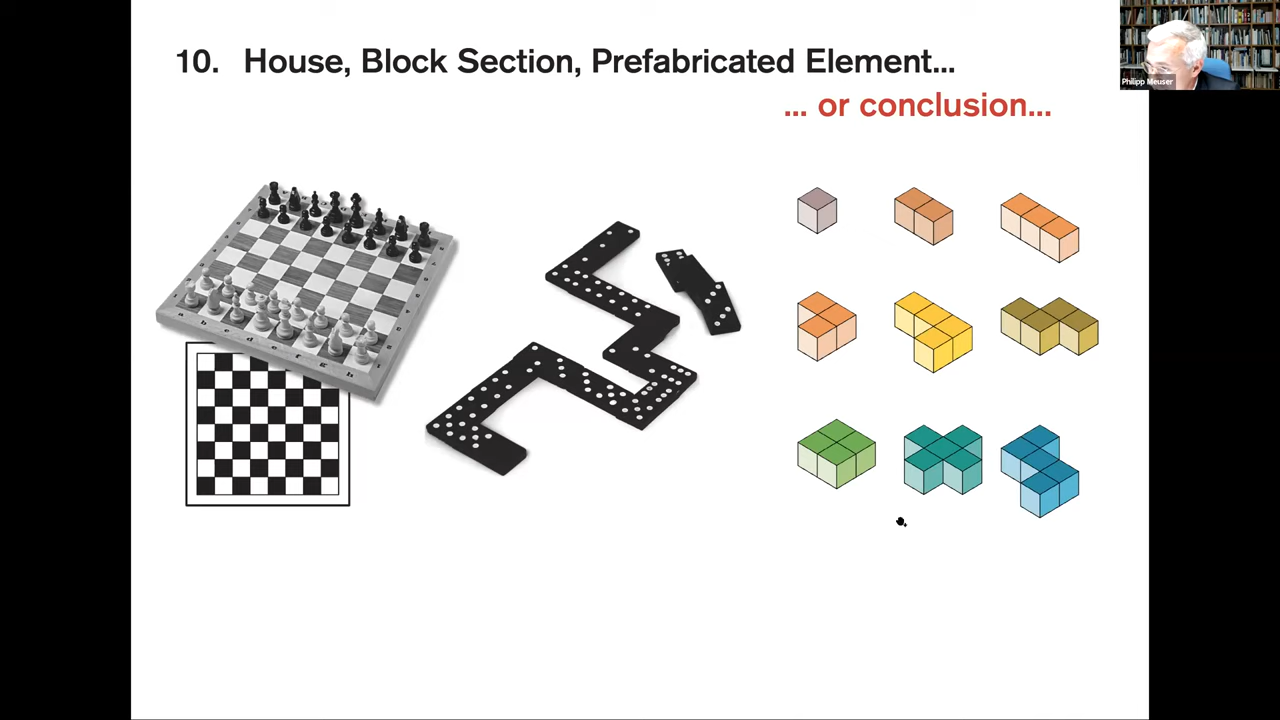 10. House, Block Section, Prefabricated Element...
... or conclusion...
Philipp Meuser